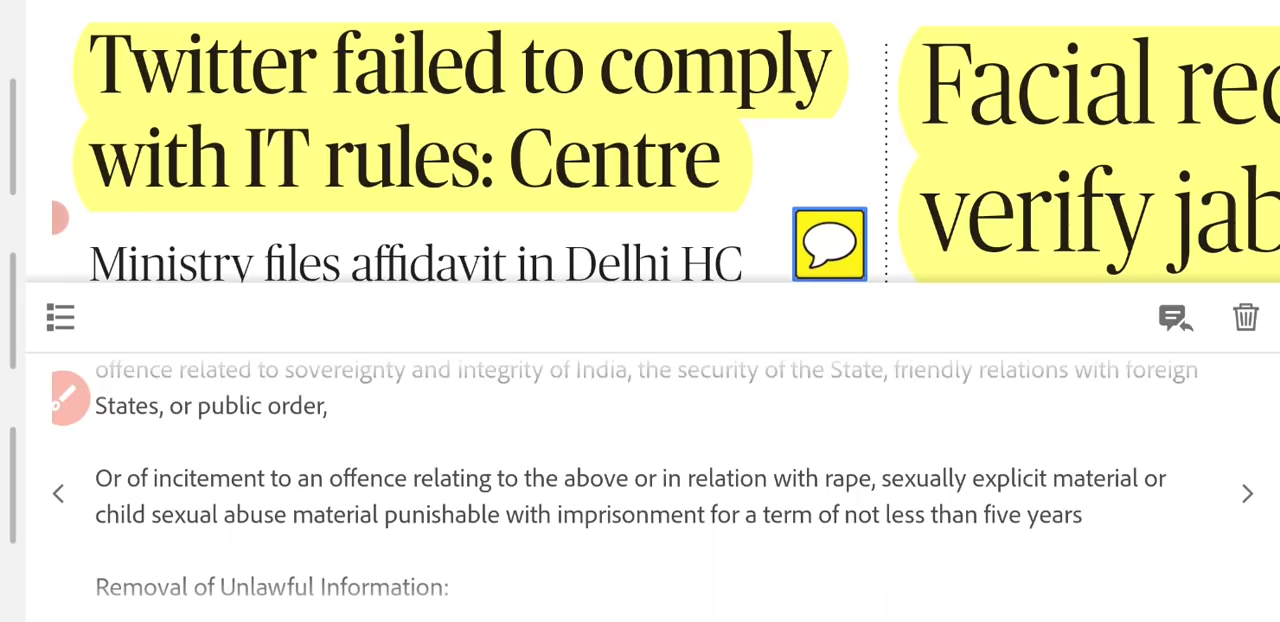 Twitter failed to comply
with IT rules: Centre
Ministry files affidavit in Delhi HC
Facial
verify
offence related to sovereignty and integrity of India, the security of the State, friendly relations with foreign
States, or public order,
Or of incitement to an offence relating to the above or in relation with rape, sexually explicit material or
child sexual abuse material punishable with imprisonment for a term of not less than five years
Removal of Unlawful Information: